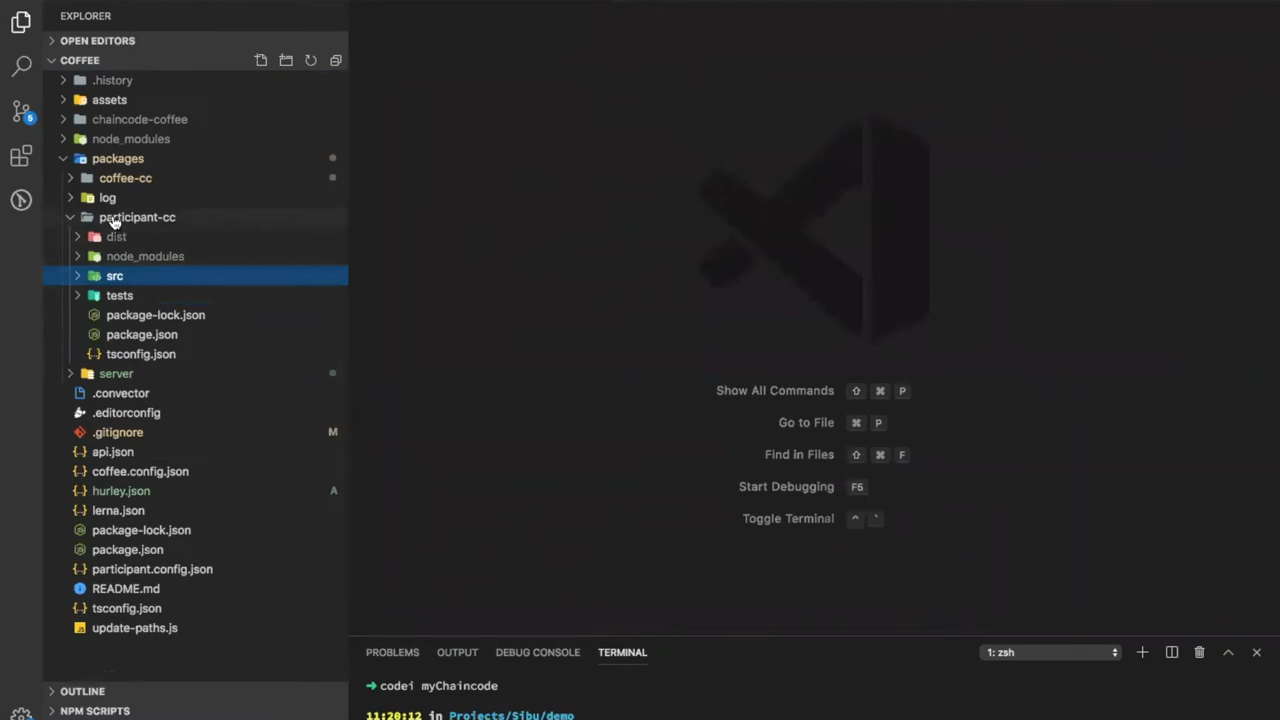 EXPLORER
OPEN EDITORS
COFFEE
.history
assets
chaincode-coffee
node_modules
packages
coffee-cc
log
participant-cc
dist
node_modules
src
tests
package-lock.json
package.json
tsconfig.json
server
.convector
.editorconfig
.gitignore M
api.json
coffee.config.json
hurley.json A
lerna.json
package-lock.json
package.json
participant.config.json
README.md
tsconfig.json
update-paths.js
OUTLINE
NPM SCRIPTS
5
Show All Commands ⇧ ⌘ P
Go to File ⌘ P
Find in Files ⇧ ⌘ F
Start Debugging F5
Toggle Terminal ^ `
PROBLEMS OUTPUT DEBUG CONSOLE TERMINAL 1: zsh
➜ codei myChaincode
11:20:12 in Projects/Sibu/demo